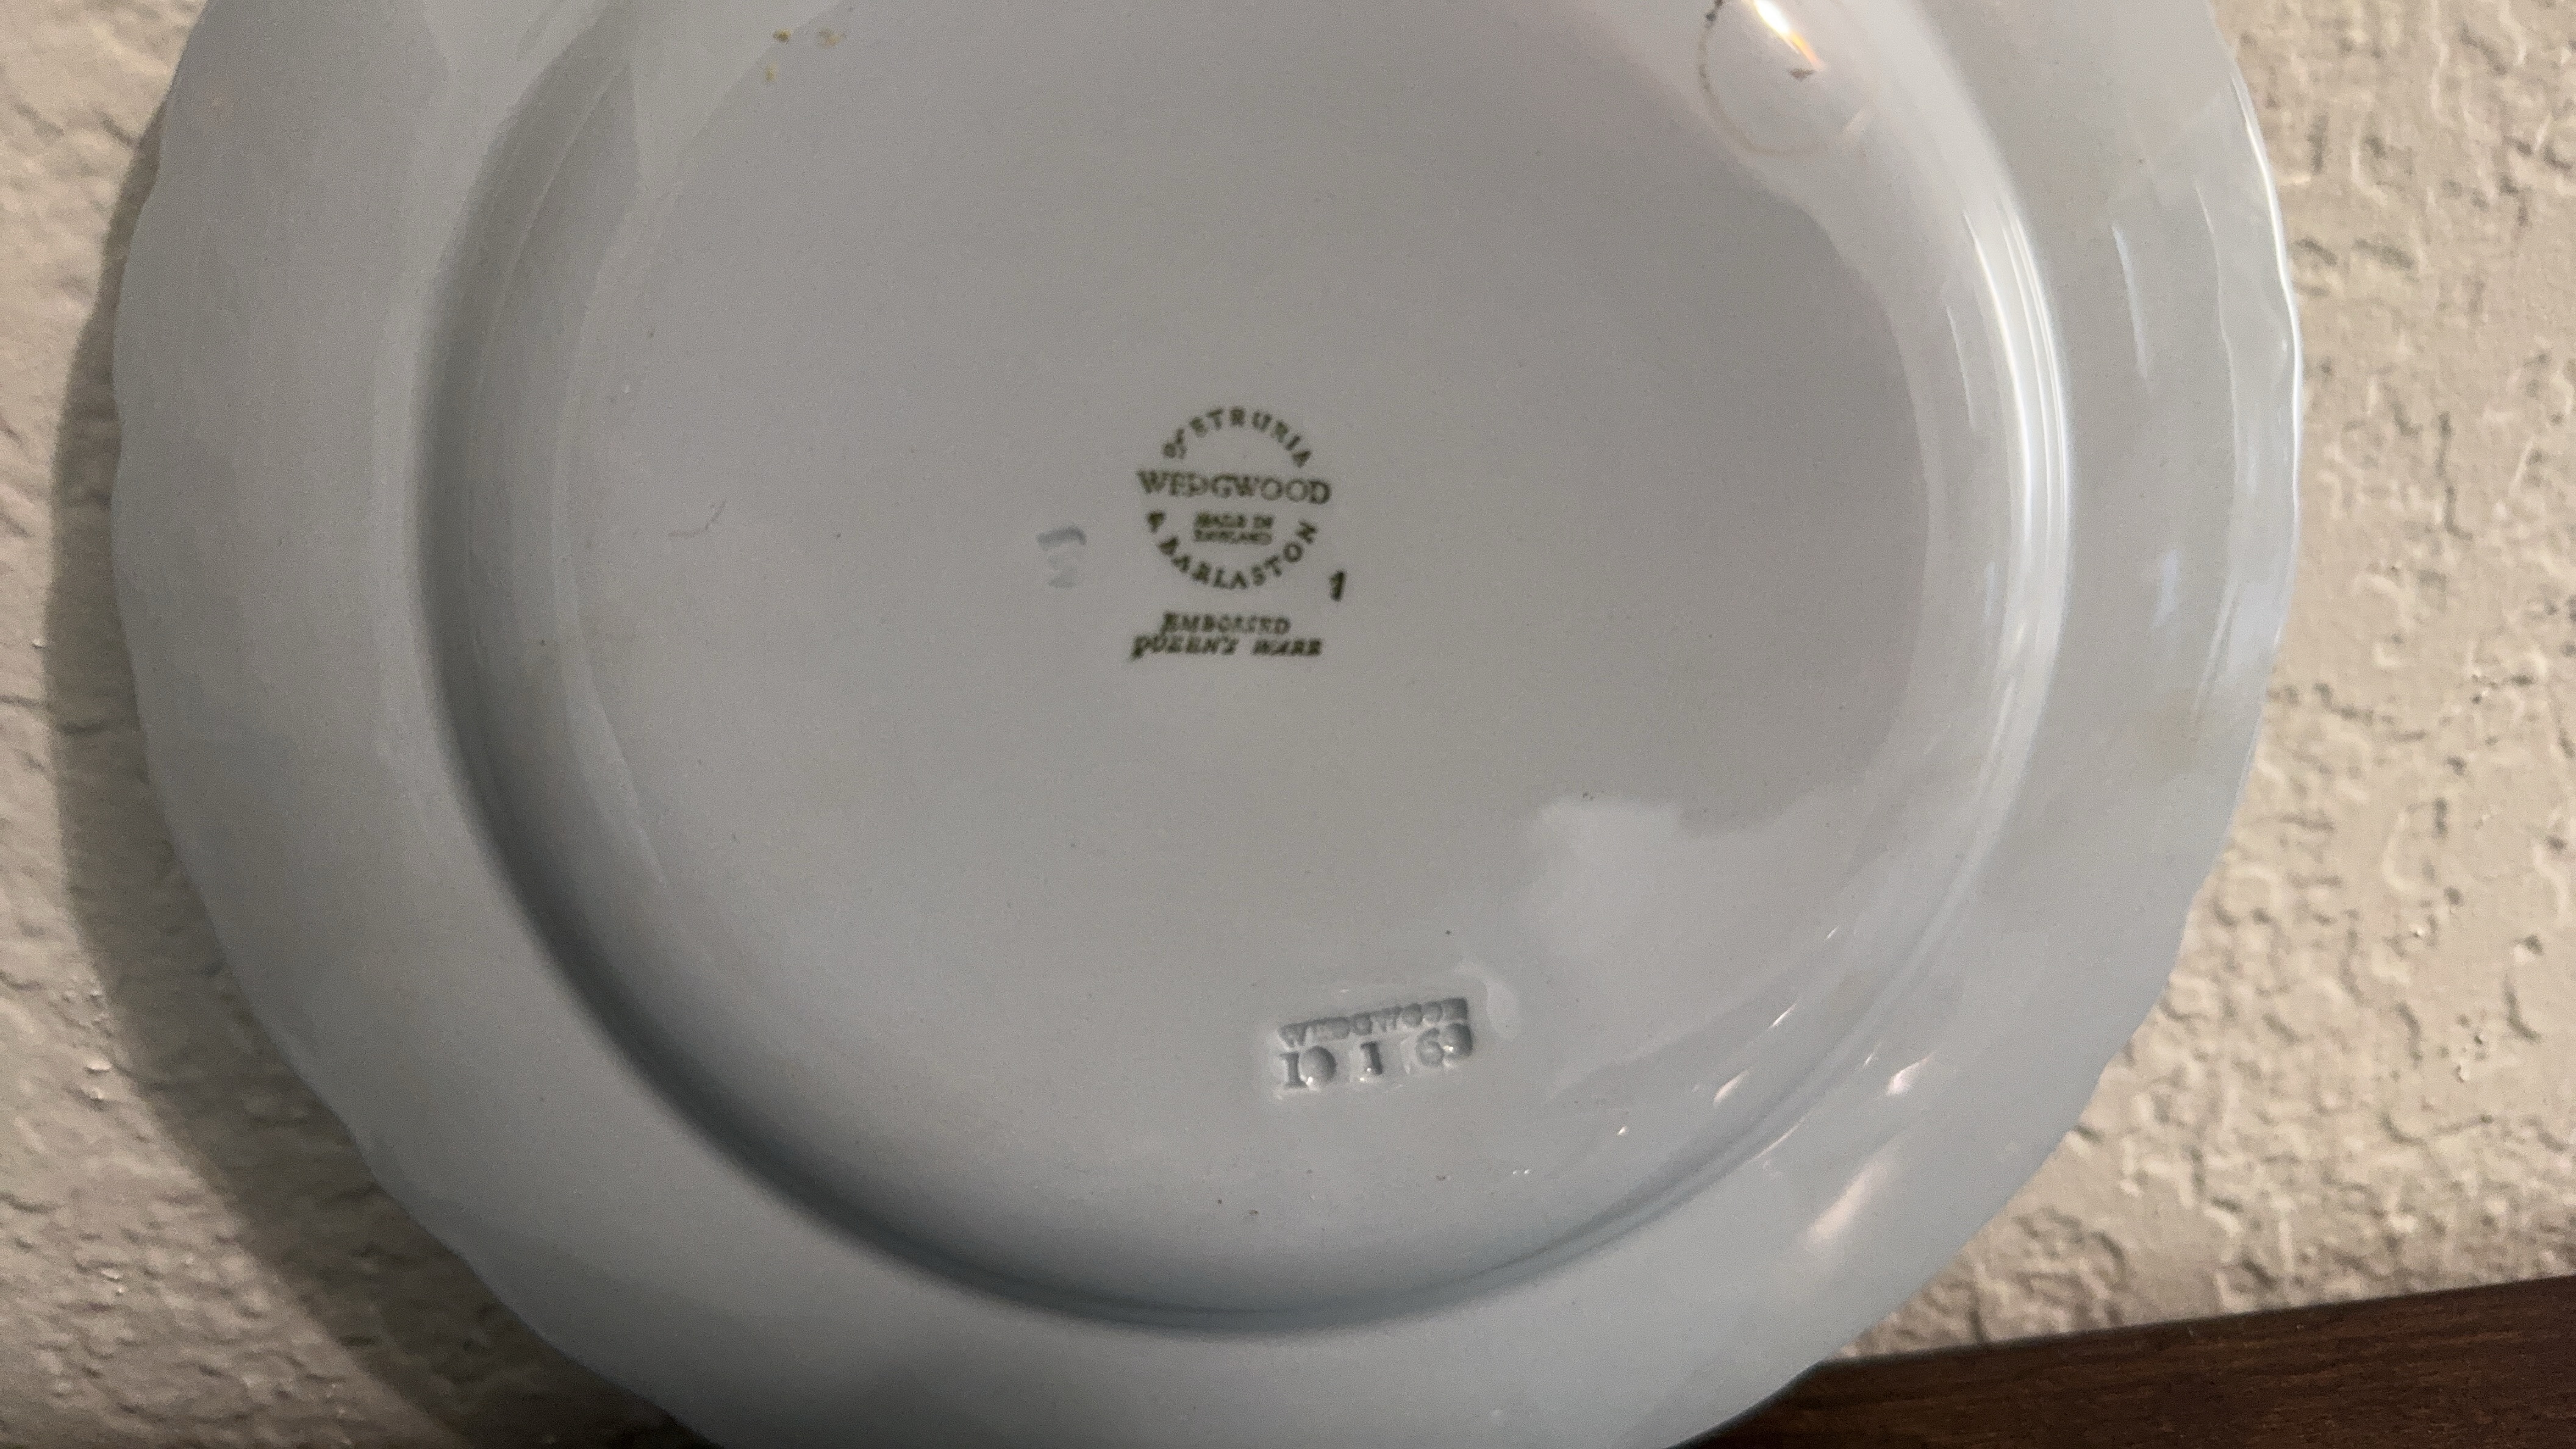 OF ETRURIA
WEDGWOOD
MADE IN
ENGLAND
& BARLASTON
1
EMBOSSED
QUEEN'S WARE
WEDGWOOD
10 1 63